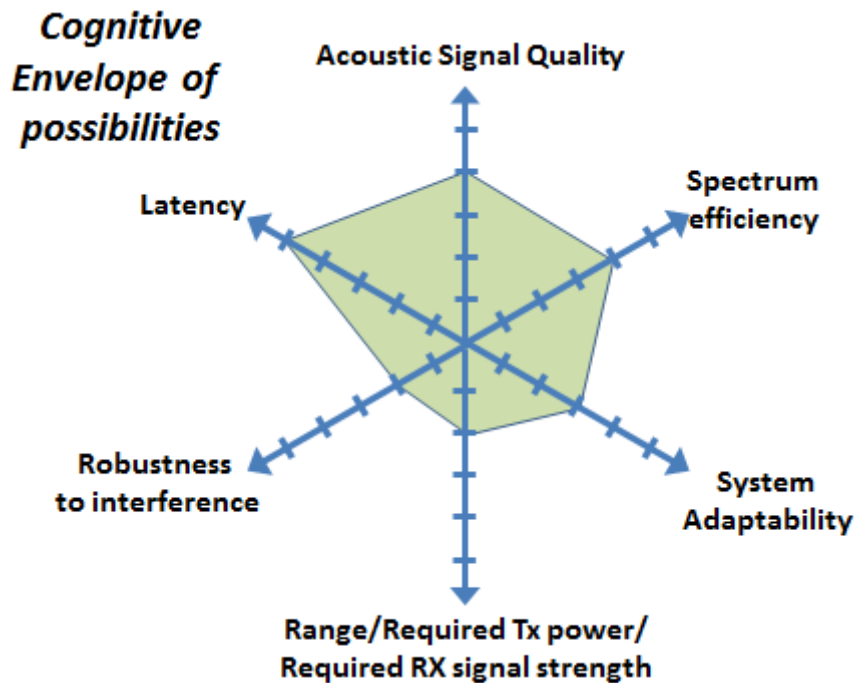 Cognitive
Envelope of
possibilities
Acoustic Signal Quality
Spectrum
efficiency
Latency
Robustness
to interference
System
Adaptability
Range/Required Tx power/
Required RX signal strength